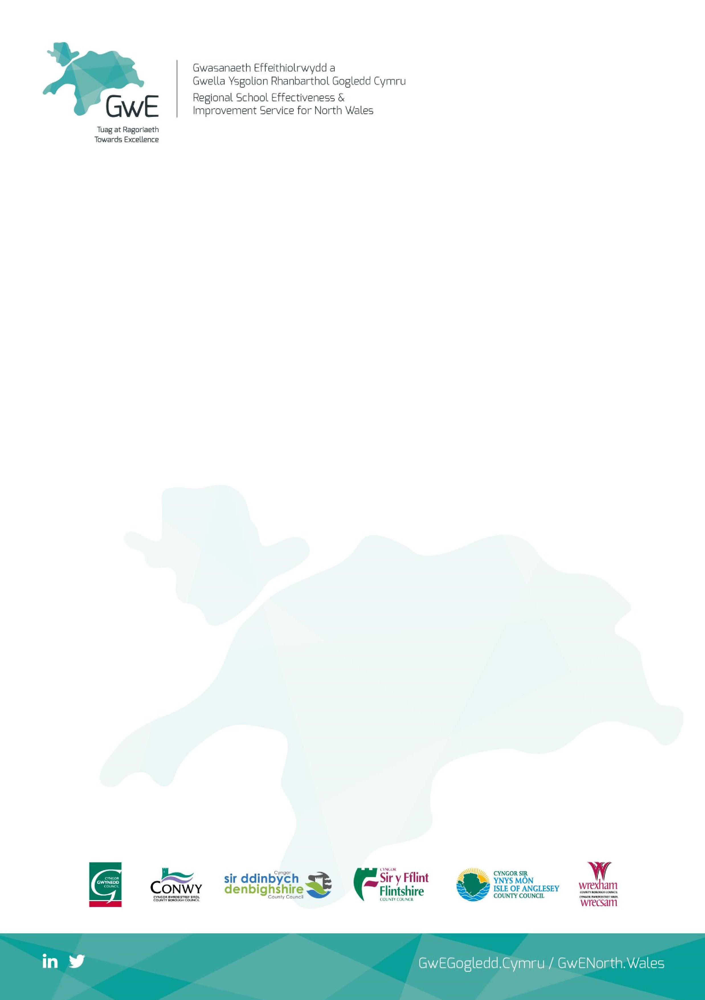 Gwasanaeth Effeithiolrwydd a
Gwella Ysgolion Rhanbarthol Gogledd Cymru
Regional School Effectiveness &
Improvement Service for North Wales
GwE
Tuag at Ragoriaeth
Towards Excellence
CYNGOR
GWYNEDD
COUNCIL
CONWY
CYNGOR BWRDEISTREF SIROL
COUNTY BOROUGH COUNCIL
Cyngor
sir ddinbych
denbighshire
County Council
CYNGOR
Sir y Fflint
Flintshire
COUNTY COUNCIL
CYNGOR SIR
YNYS MÔN
ISLE OF ANGLESEY
COUNTY COUNCIL
wrexham
COUNTY BOROUGH COUNCIL
CYNGOR BWRDEISTREF SIROL
wrecsam
in
GwEGogledd.Cymru / GwENorth.Wales